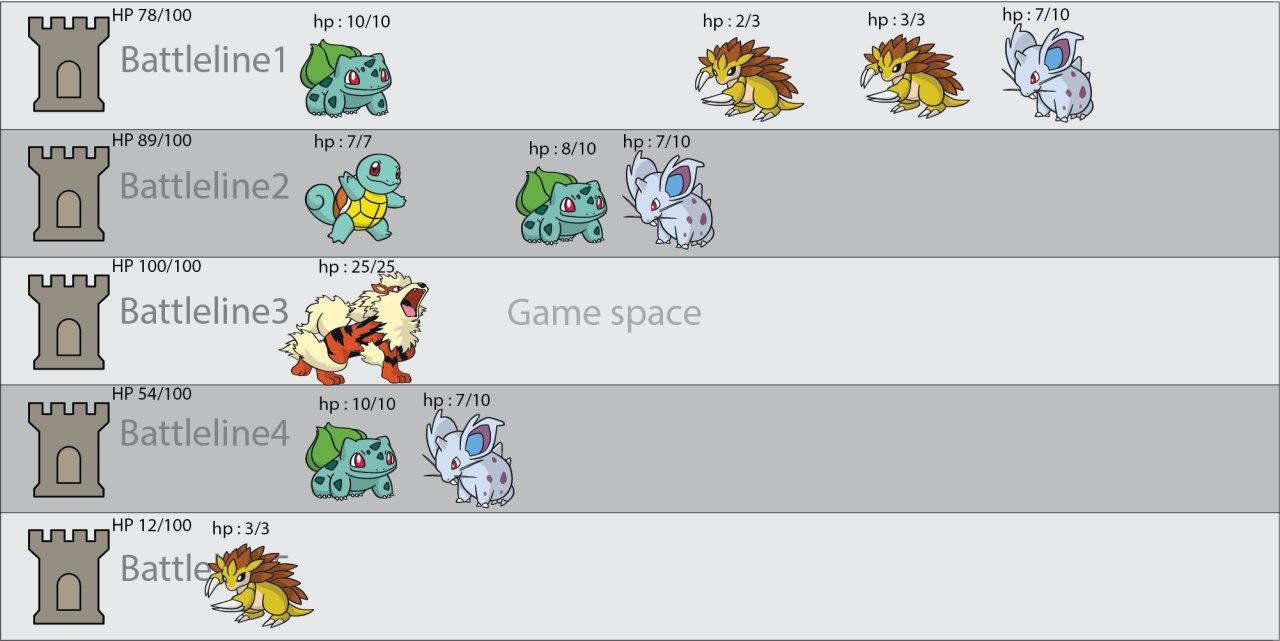 HP 78/100
hp : 10/10
hp : 2/3
hp : 3/3
hp : 7/10
Battleline1
HP 89/100
hp : 7/7
hp : 8/10
hp : 7/10
Battleline2
HP 100/100
hp : 25/25
Battleline3
Game space
HP 54/100
hp : 10/10
hp : 7/10
Battleline4
HP 12/100
hp : 3/3